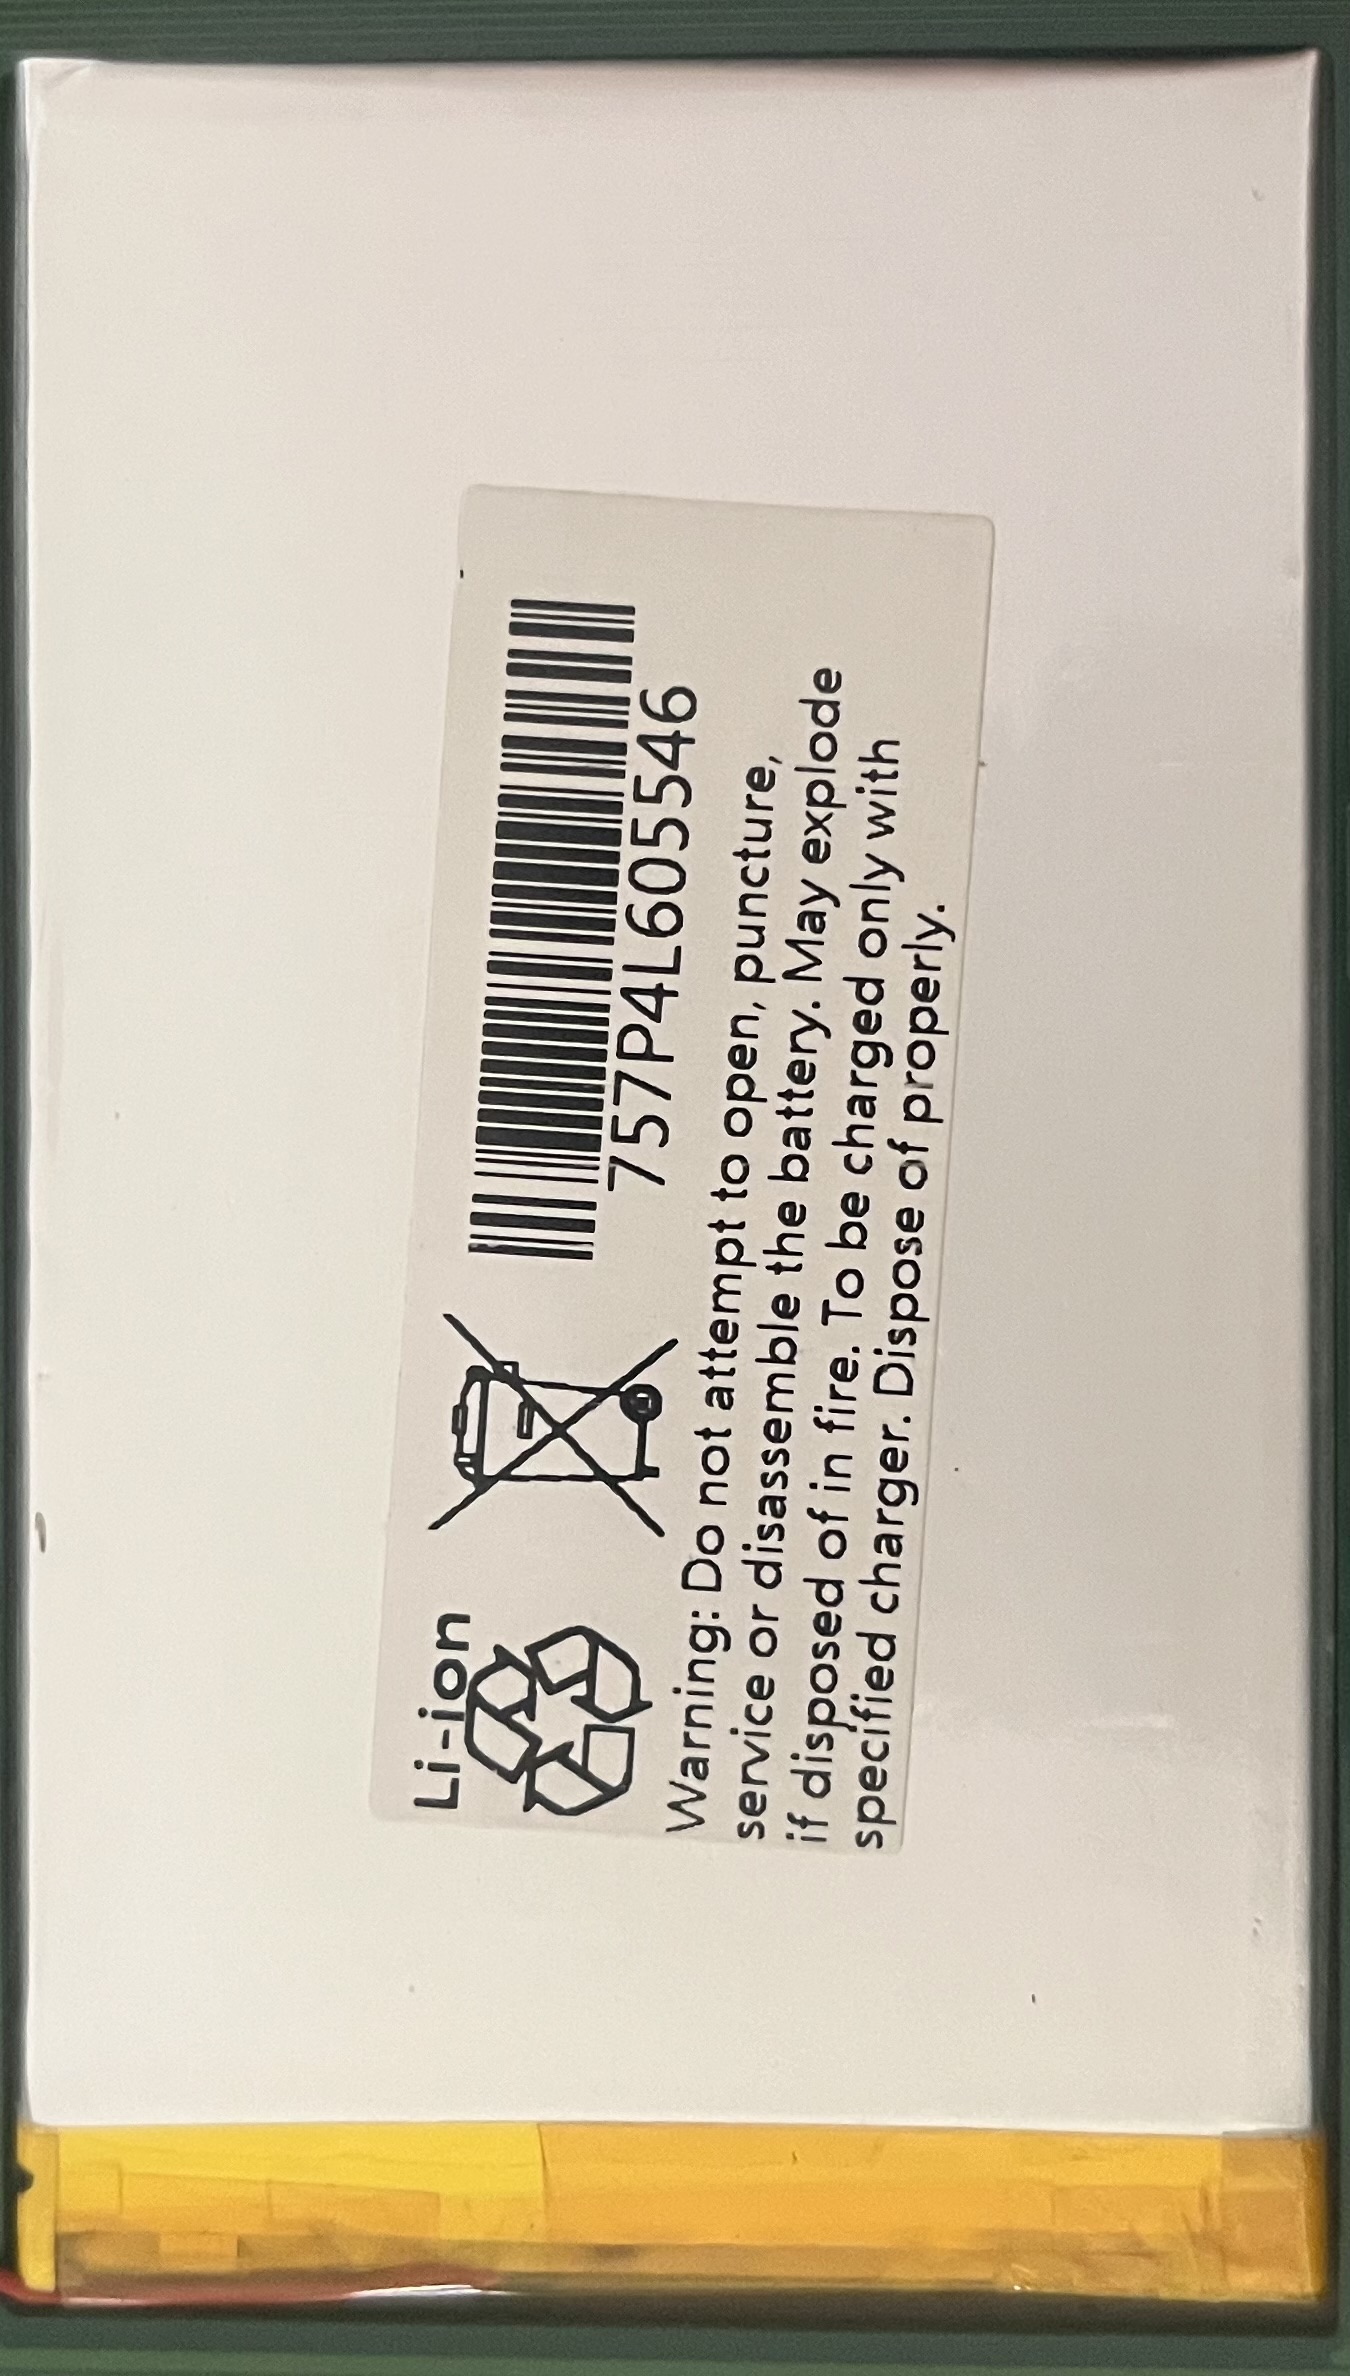 Li-ion
757P4L605546
Warning: Do not attempt to open, puncture,
service or disassemble the battery. May explode
if disposed of in fire. To be charged only with
specified charger. Dispose of properly.